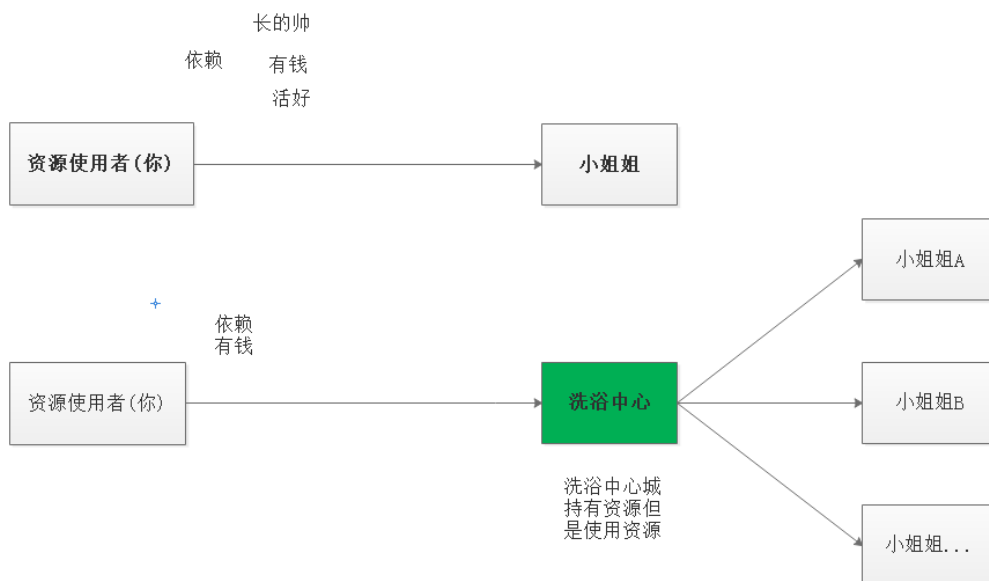 长的帅
依赖
有钱
活好
资源使用者(你)
小姐姐
小姐姐A
依赖
有钱
资源使用者(你)
洗浴中心
小姐姐B
洗浴中心城
持有资源但
是使用资源
小姐姐...